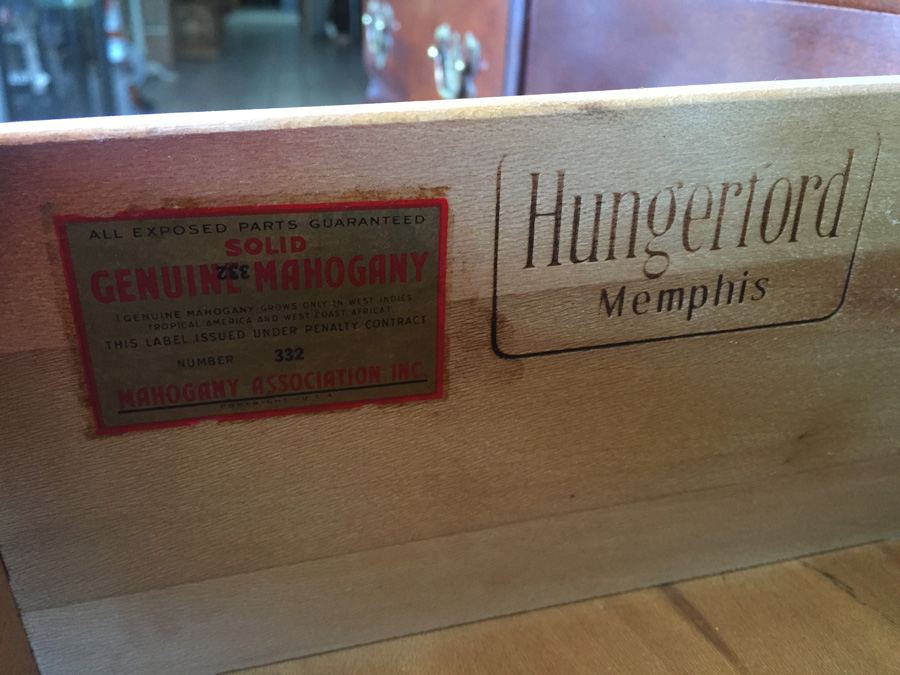 ALL EXPOSED PARTS GUARANTEED
SOLID
332
GENUINE MAHOGANY
(GENUINE MAHOGANY GROWS ONLY IN WEST INDIES
TROPICAL AMERICA AND WEST COAST AFRICA)
THIS LABEL ISSUED UNDER PENALTY CONTRACT
NUMBER 332
MAHOGANY ASSOCIATION INC.
COPYRIGHT U.S.A.
Hungerford
Memphis